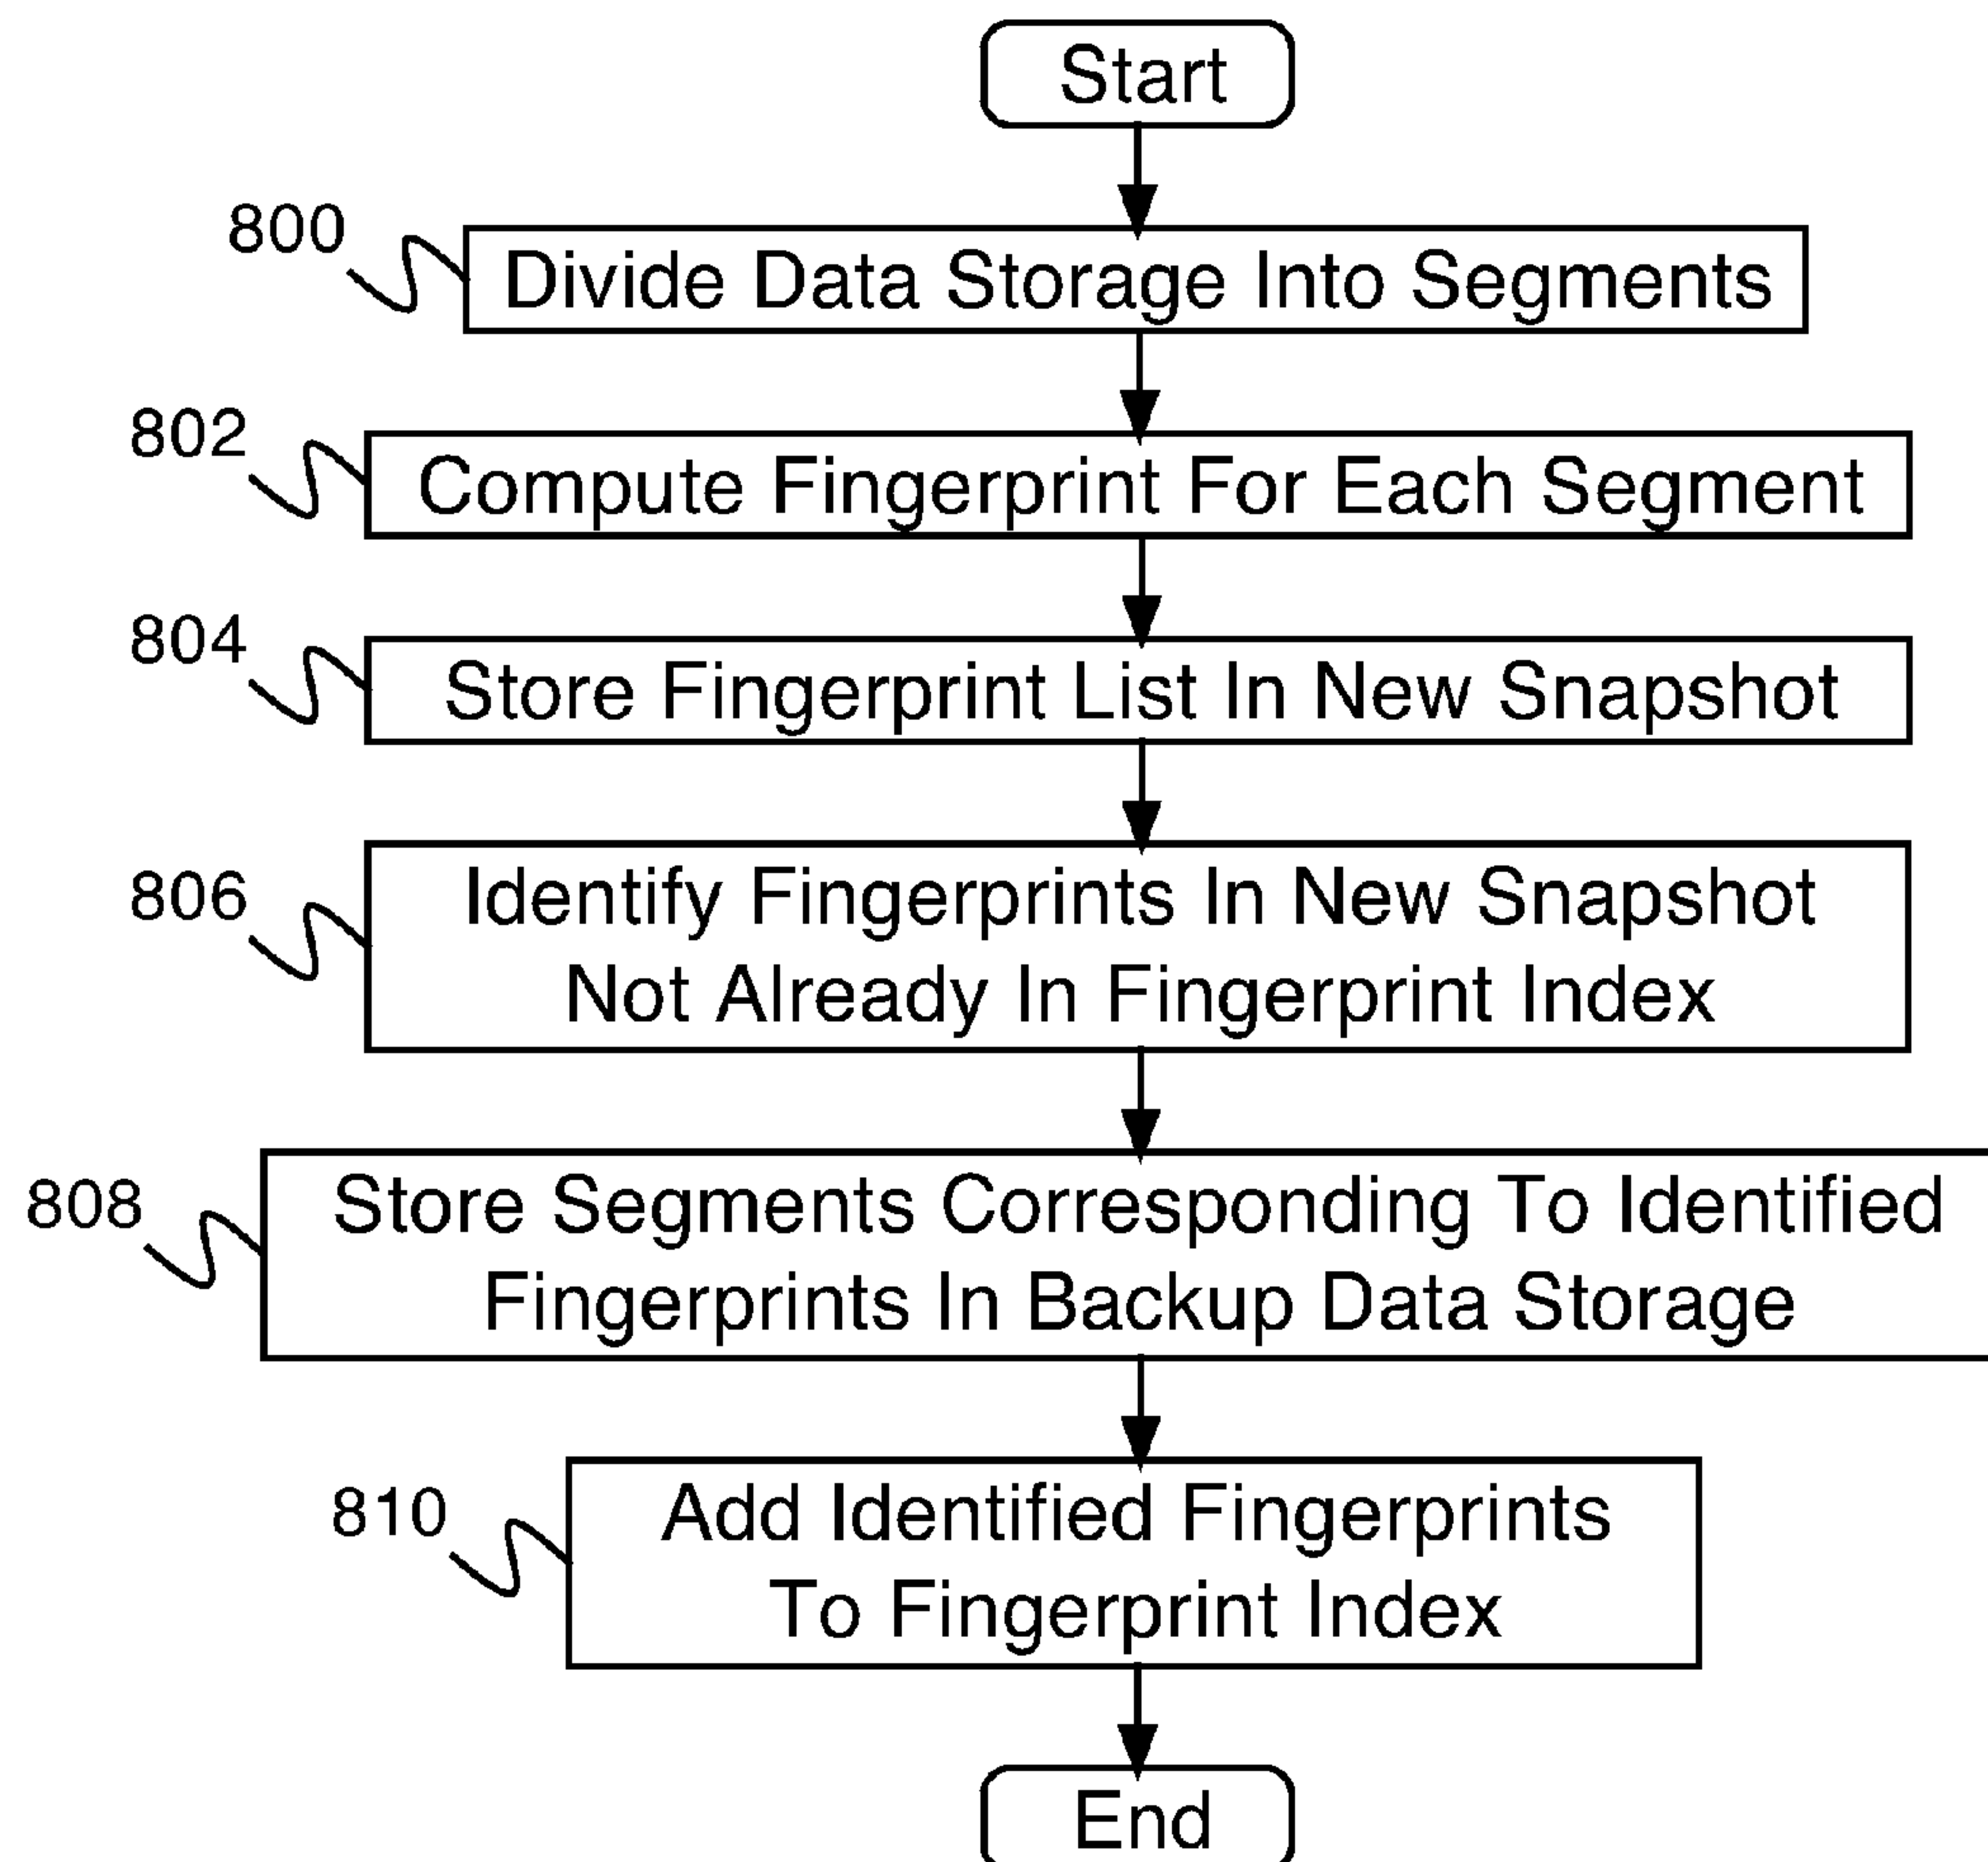 Start
800
Divide Data Storage Into Segments
802
Compute Fingerprint For Each Segment
804
Store Fingerprint List In New Snapshot
806
Identify Fingerprints In New Snapshot
Not Already In Fingerprint Index
808
Store Segments Corresponding To Identified
Fingerprints In Backup Data Storage
810
Add Identified Fingerprints
To Fingerprint Index
End